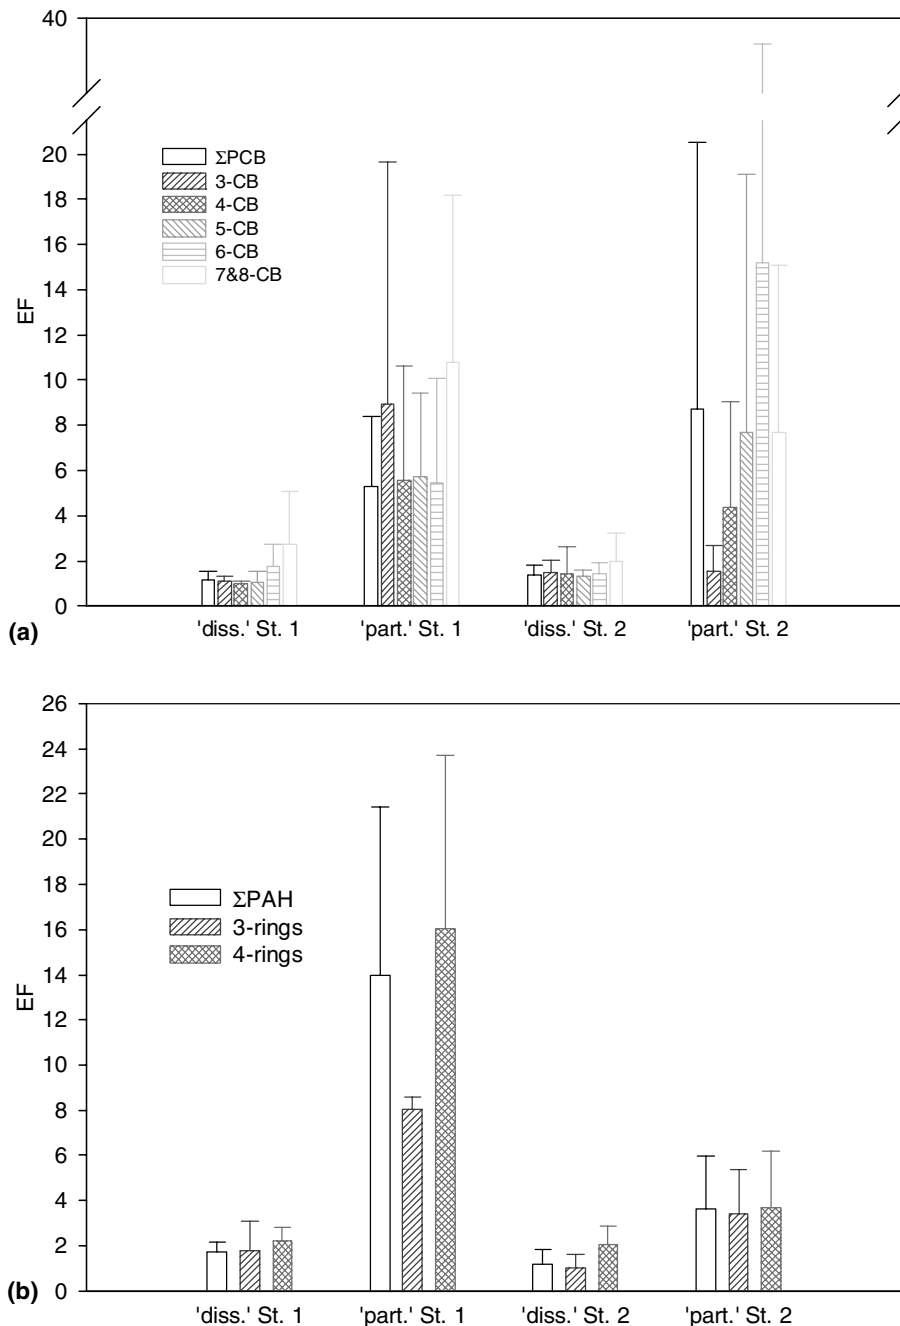 40
20
18
16
14
12
10
8
6
4
2
0
EF
ΣPCB
3-CB
4-CB
5-CB
6-CB
7&8-CB
'diss.' St. 1 'part.' St. 1 'diss.' St. 2 'part.' St. 2
(a)
26
24
22
20
18
16
14
12
10
8
6
4
2
0
EF
ΣPAH
3-rings
4-rings
(b)
'diss.' St. 1 'part.' St. 1 'diss.' St. 2 'part.' St. 2